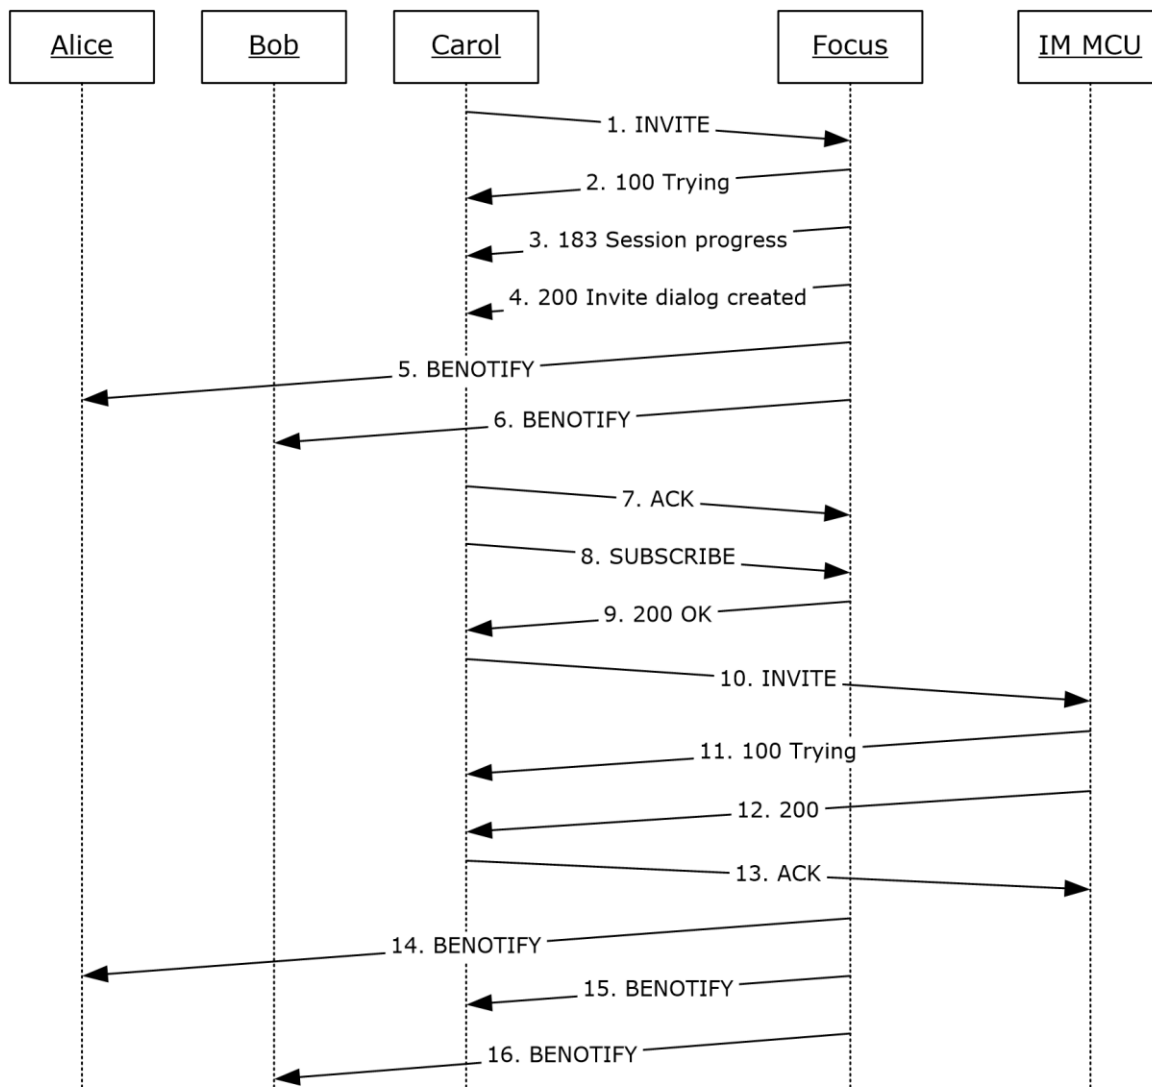 Alice
Bob
Carol
Focus
IM MCU
1. INVITE
2. 100 Trying
3. 183 Session progress
4. 200 Invite dialog created
5. BENOTIFY
6. BENOTIFY
7. ACK
8. SUBSCRIBE
9. 200 OK
10. INVITE
11. 100 Trying
12. 200
13. ACK
14. BENOTIFY
15. BENOTIFY
16. BENOTIFY